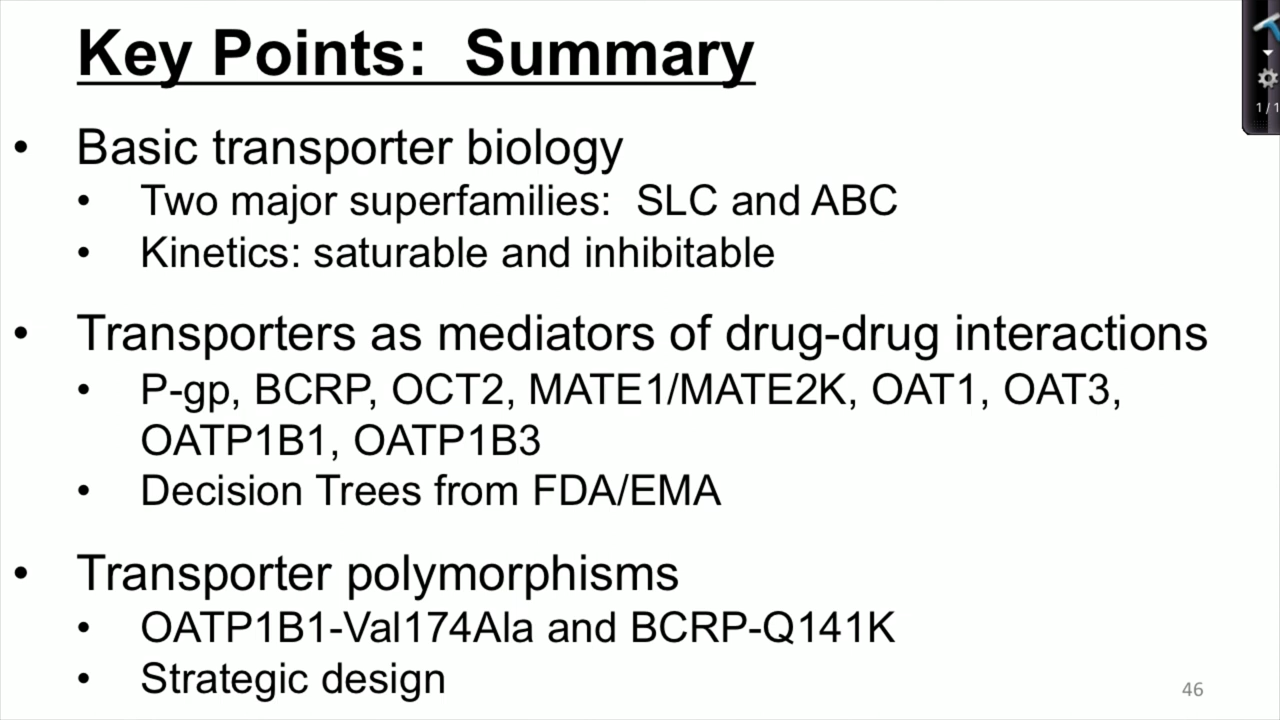 Key Points: Summary
• Basic transporter biology
• Two major superfamilies: SLC and ABC
• Kinetics: saturable and inhibitable
• Transporters as mediators of drug-drug interactions
• P-gp, BCRP, OCT2, MATE1/MATE2K, OAT1, OAT3,
OATP1B1, OATP1B3
• Decision Trees from FDA/EMA
• Transporter polymorphisms
• OATP1B1-Val174Ala and BCRP-Q141K
• Strategic design
46
1 / 1